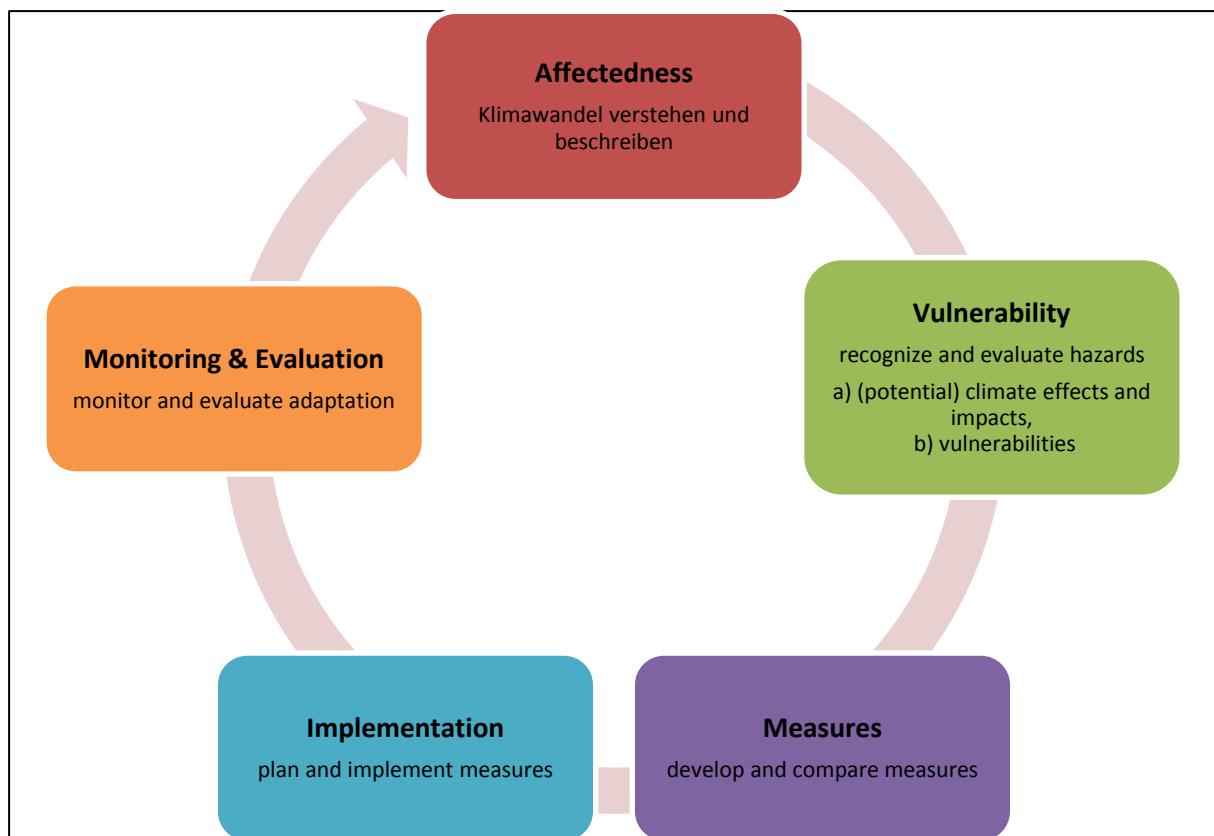 Affectedness
Klimawandel verstehen und
beschreiben
Vulnerability
recognize and evaluate hazards
a) (potential) climate effects and
impacts,
b) vulnerabilities
Measures
develop and compare measures
Implementation
plan and implement measures
Monitoring & Evaluation
monitor and evaluate adaptation